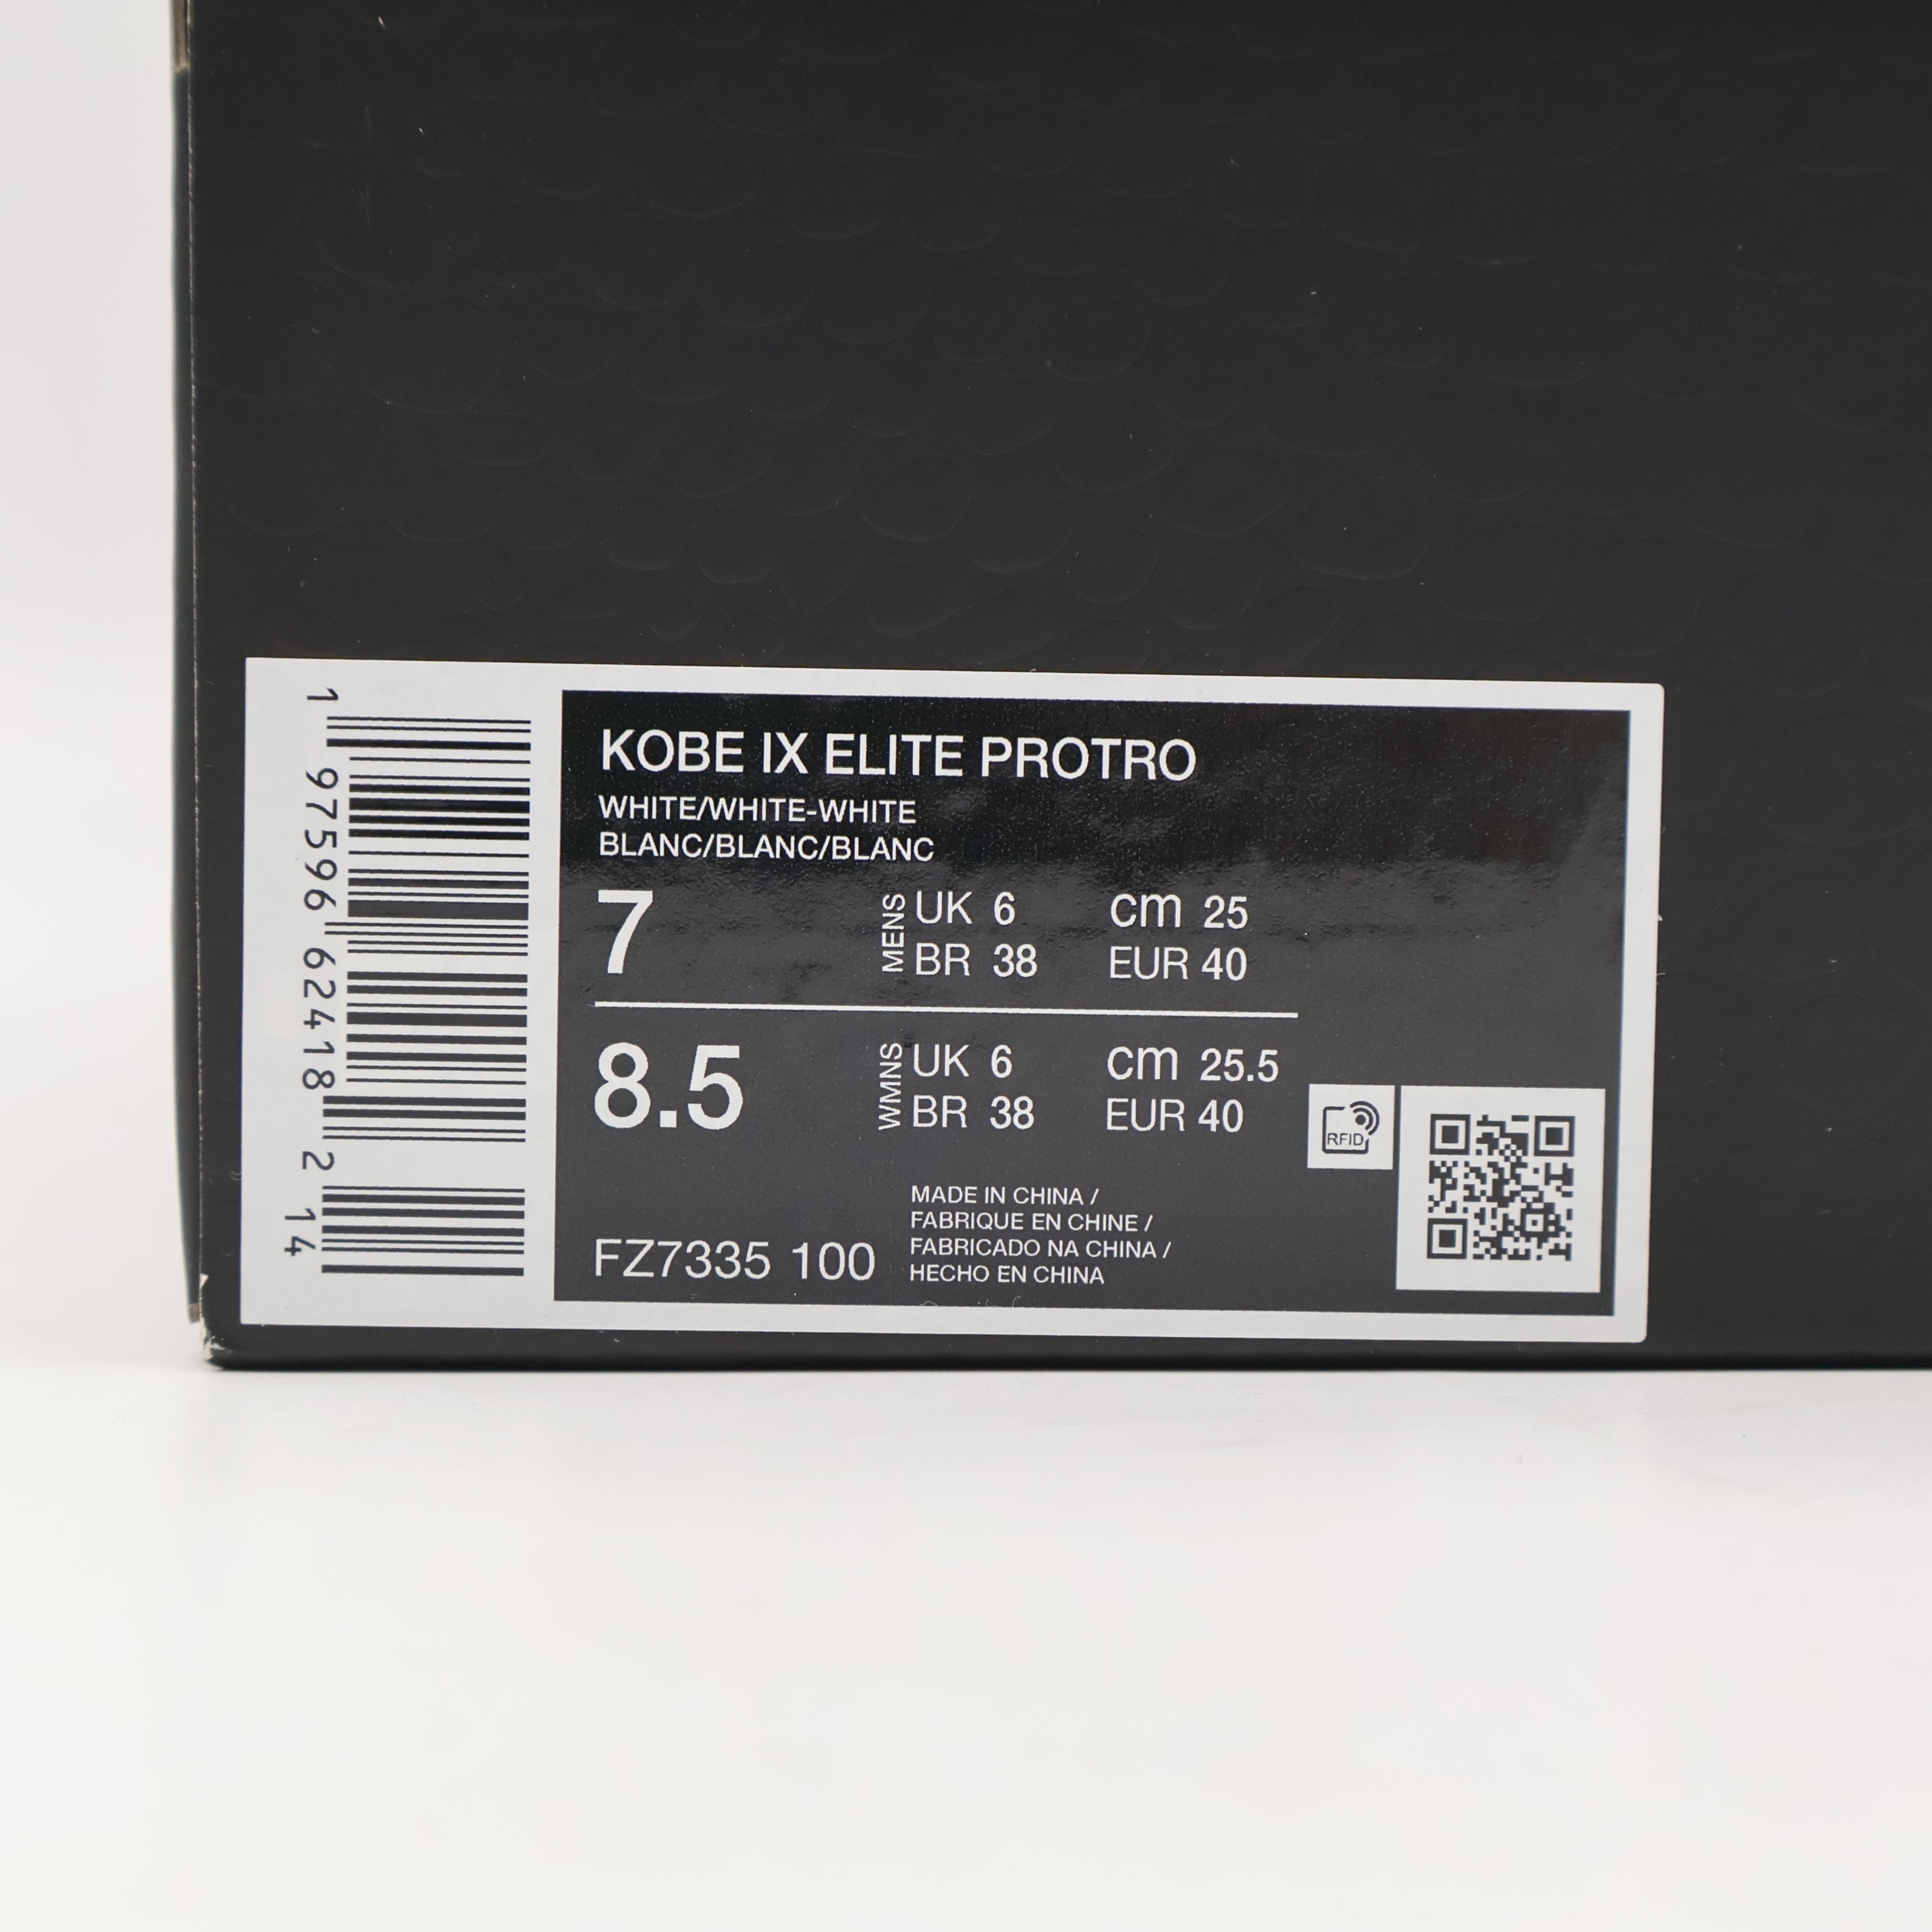 1 97596 62418 2 14
KOBE IX ELITE PROTRO
WHITE/WHITE-WHITE
BLANC/BLANC/BLANC
7 MENS UK 6 cm 25
BR 38 EUR 40
8.5 WMNS UK 6 cm 25.5
BR 38 EUR 40
RFID
MADE IN CHINA /
FABRIQUE EN CHINE /
FABRICADO NA CHINA /
HECHO EN CHINA
FZ7335 100